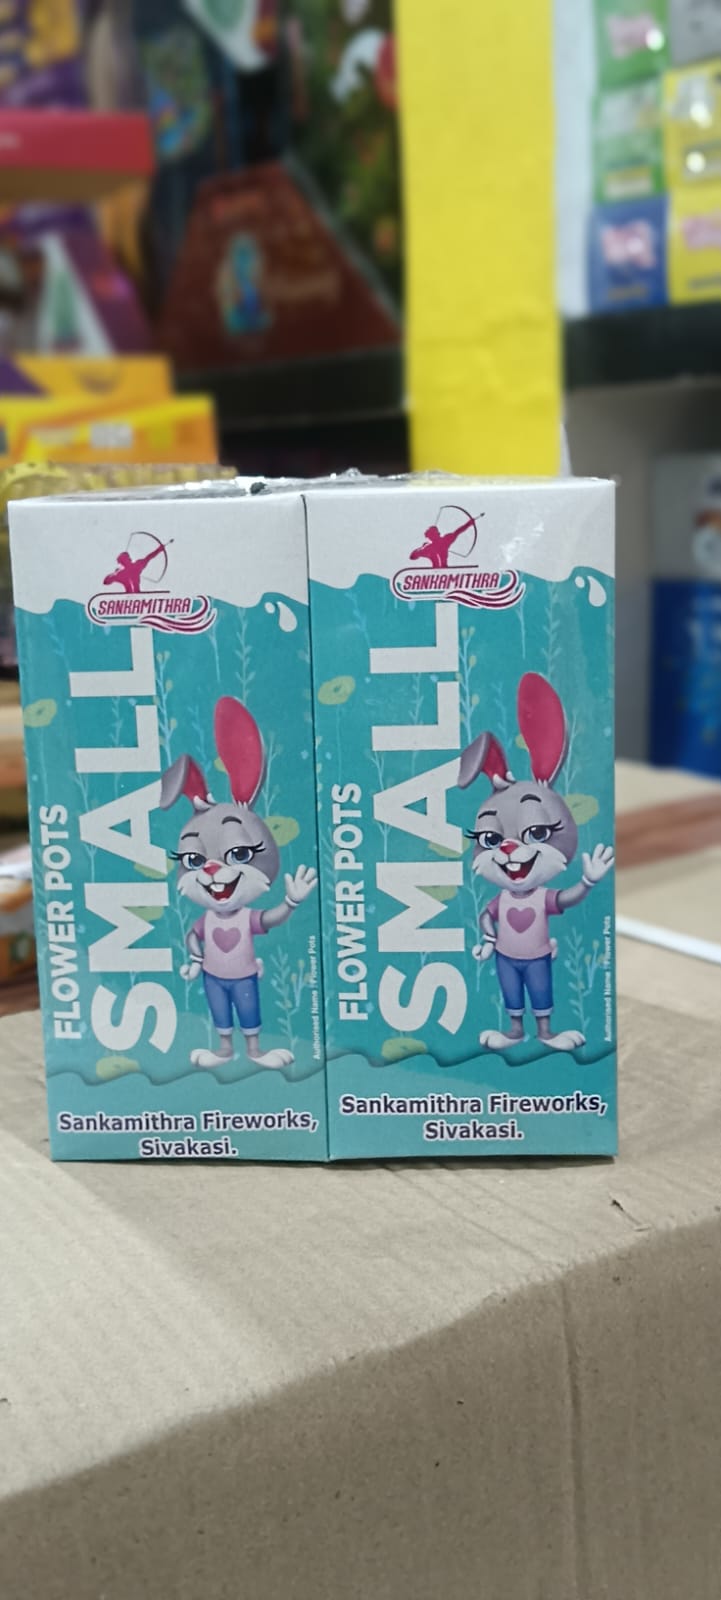 SANKAMITHRA
FLOWER POTS
SMALL
Authorised Name : Flower Pots
Sankamithra Fireworks,
Sivakasi.
SANKAMITHRA
FLOWER POTS
SMALL
Authorised Name : Flower Pots
Sankamithra Fireworks,
Sivakasi.